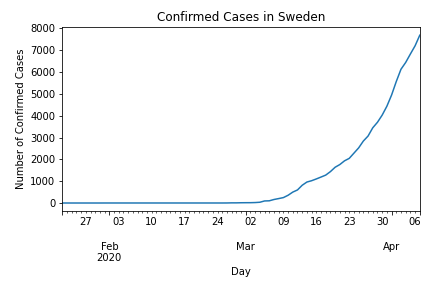 Confirmed Cases in Sweden
Number of Confirmed Cases
8000
7000
6000
5000
4000
3000
2000
1000
0
27 03 10 17 24 02 09 16 23 30 06
Feb Mar Apr
2020
Day